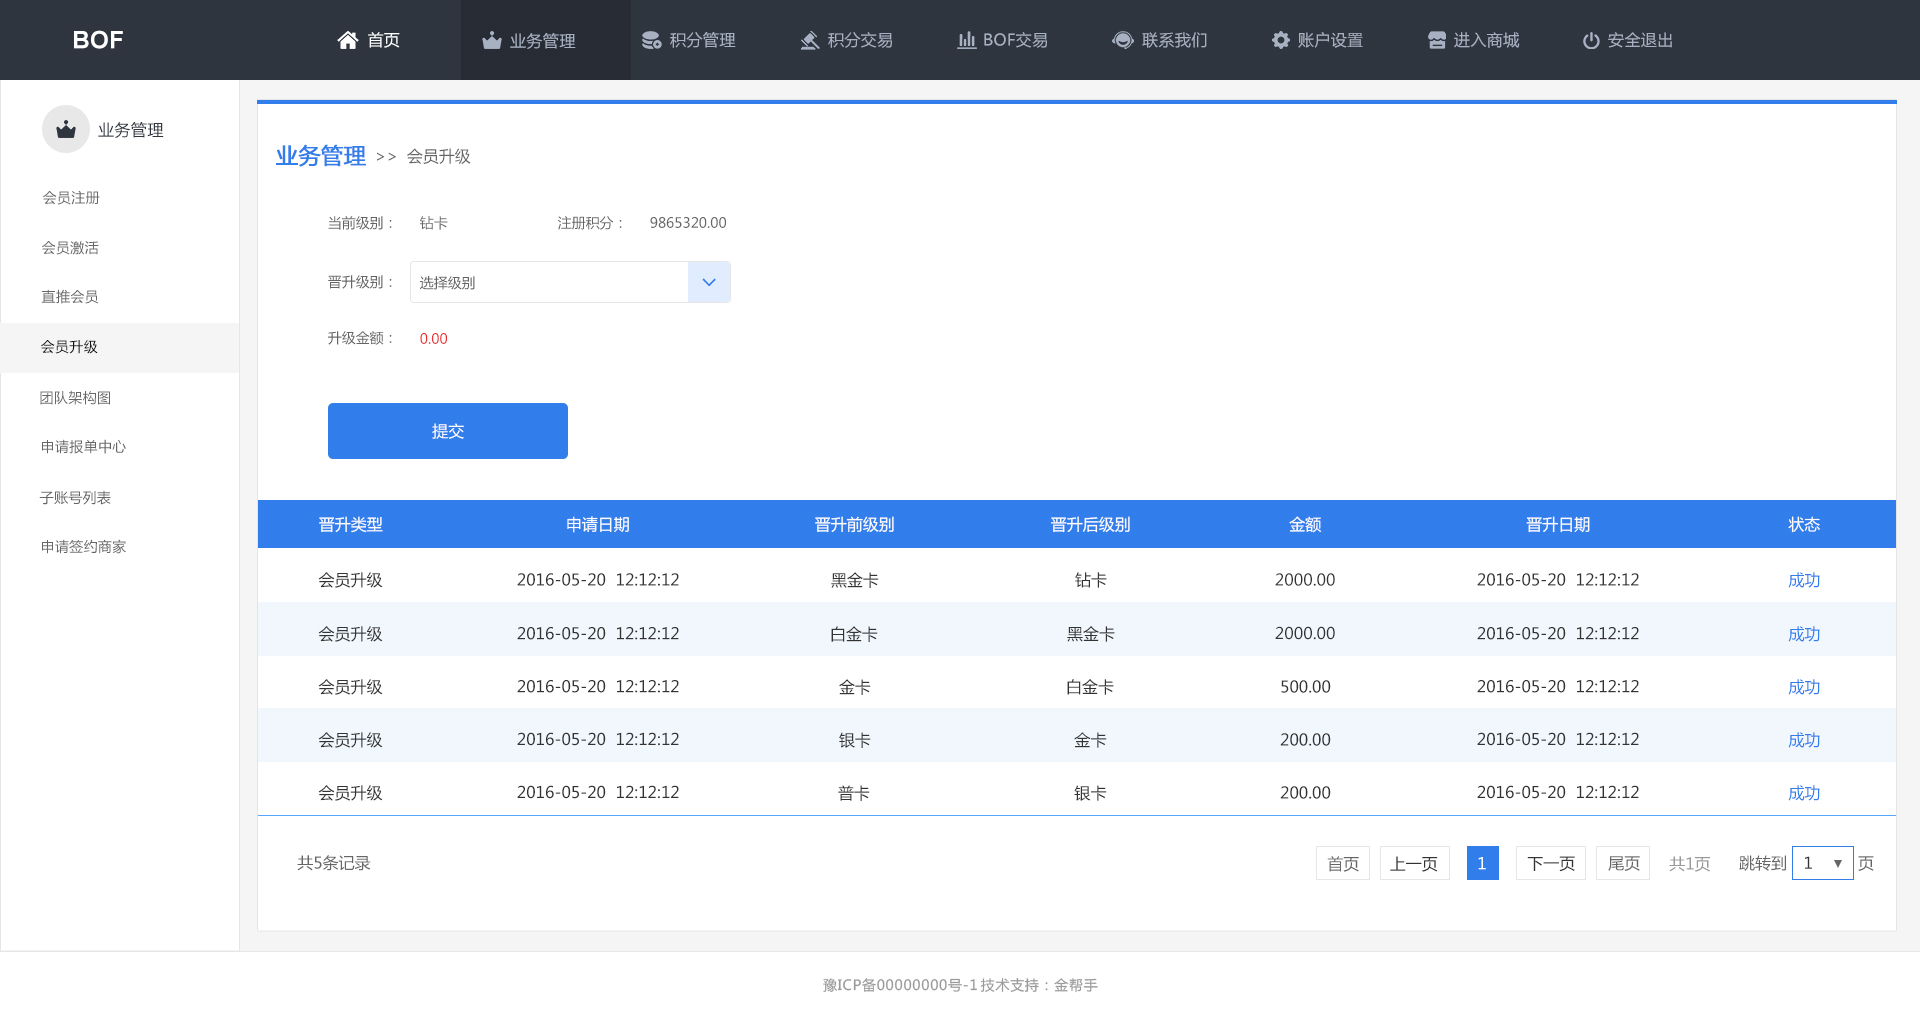 BOF 首页 业务管理 积分管理 积分交易 BOF交易 联系我们 账户设置 进入商城 安全退出
业务管理
会员注册
会员激活
直推会员
会员升级
团队架构图
申请报单中心
子账号列表
申请签约商家
业务管理 >> 会员升级
当前级别： 钻卡 注册积分： 9865320.00
晋升级别： 选择级别
升级金额： 0.00
提交
晋升类型 申请日期 晋升前级别 晋升后级别 金额 晋升日期 状态
会员升级 2016-05-20 12:12:12 黑金卡 钻卡 2000.00 2016-05-20 12:12:12 成功
会员升级 2016-05-20 12:12:12 白金卡 黑金卡 2000.00 2016-05-20 12:12:12 成功
会员升级 2016-05-20 12:12:12 金卡 白金卡 500.00 2016-05-20 12:12:12 成功
会员升级 2016-05-20 12:12:12 银卡 金卡 200.00 2016-05-20 12:12:12 成功
会员升级 2016-05-20 12:12:12 普卡 银卡 200.00 2016-05-20 12:12:12 成功
共5条记录 首页 上一页 1 下一页 尾页 共1页 跳转到 1 ▼ 页
豫ICP备00000000号-1 技术支持：金帮手